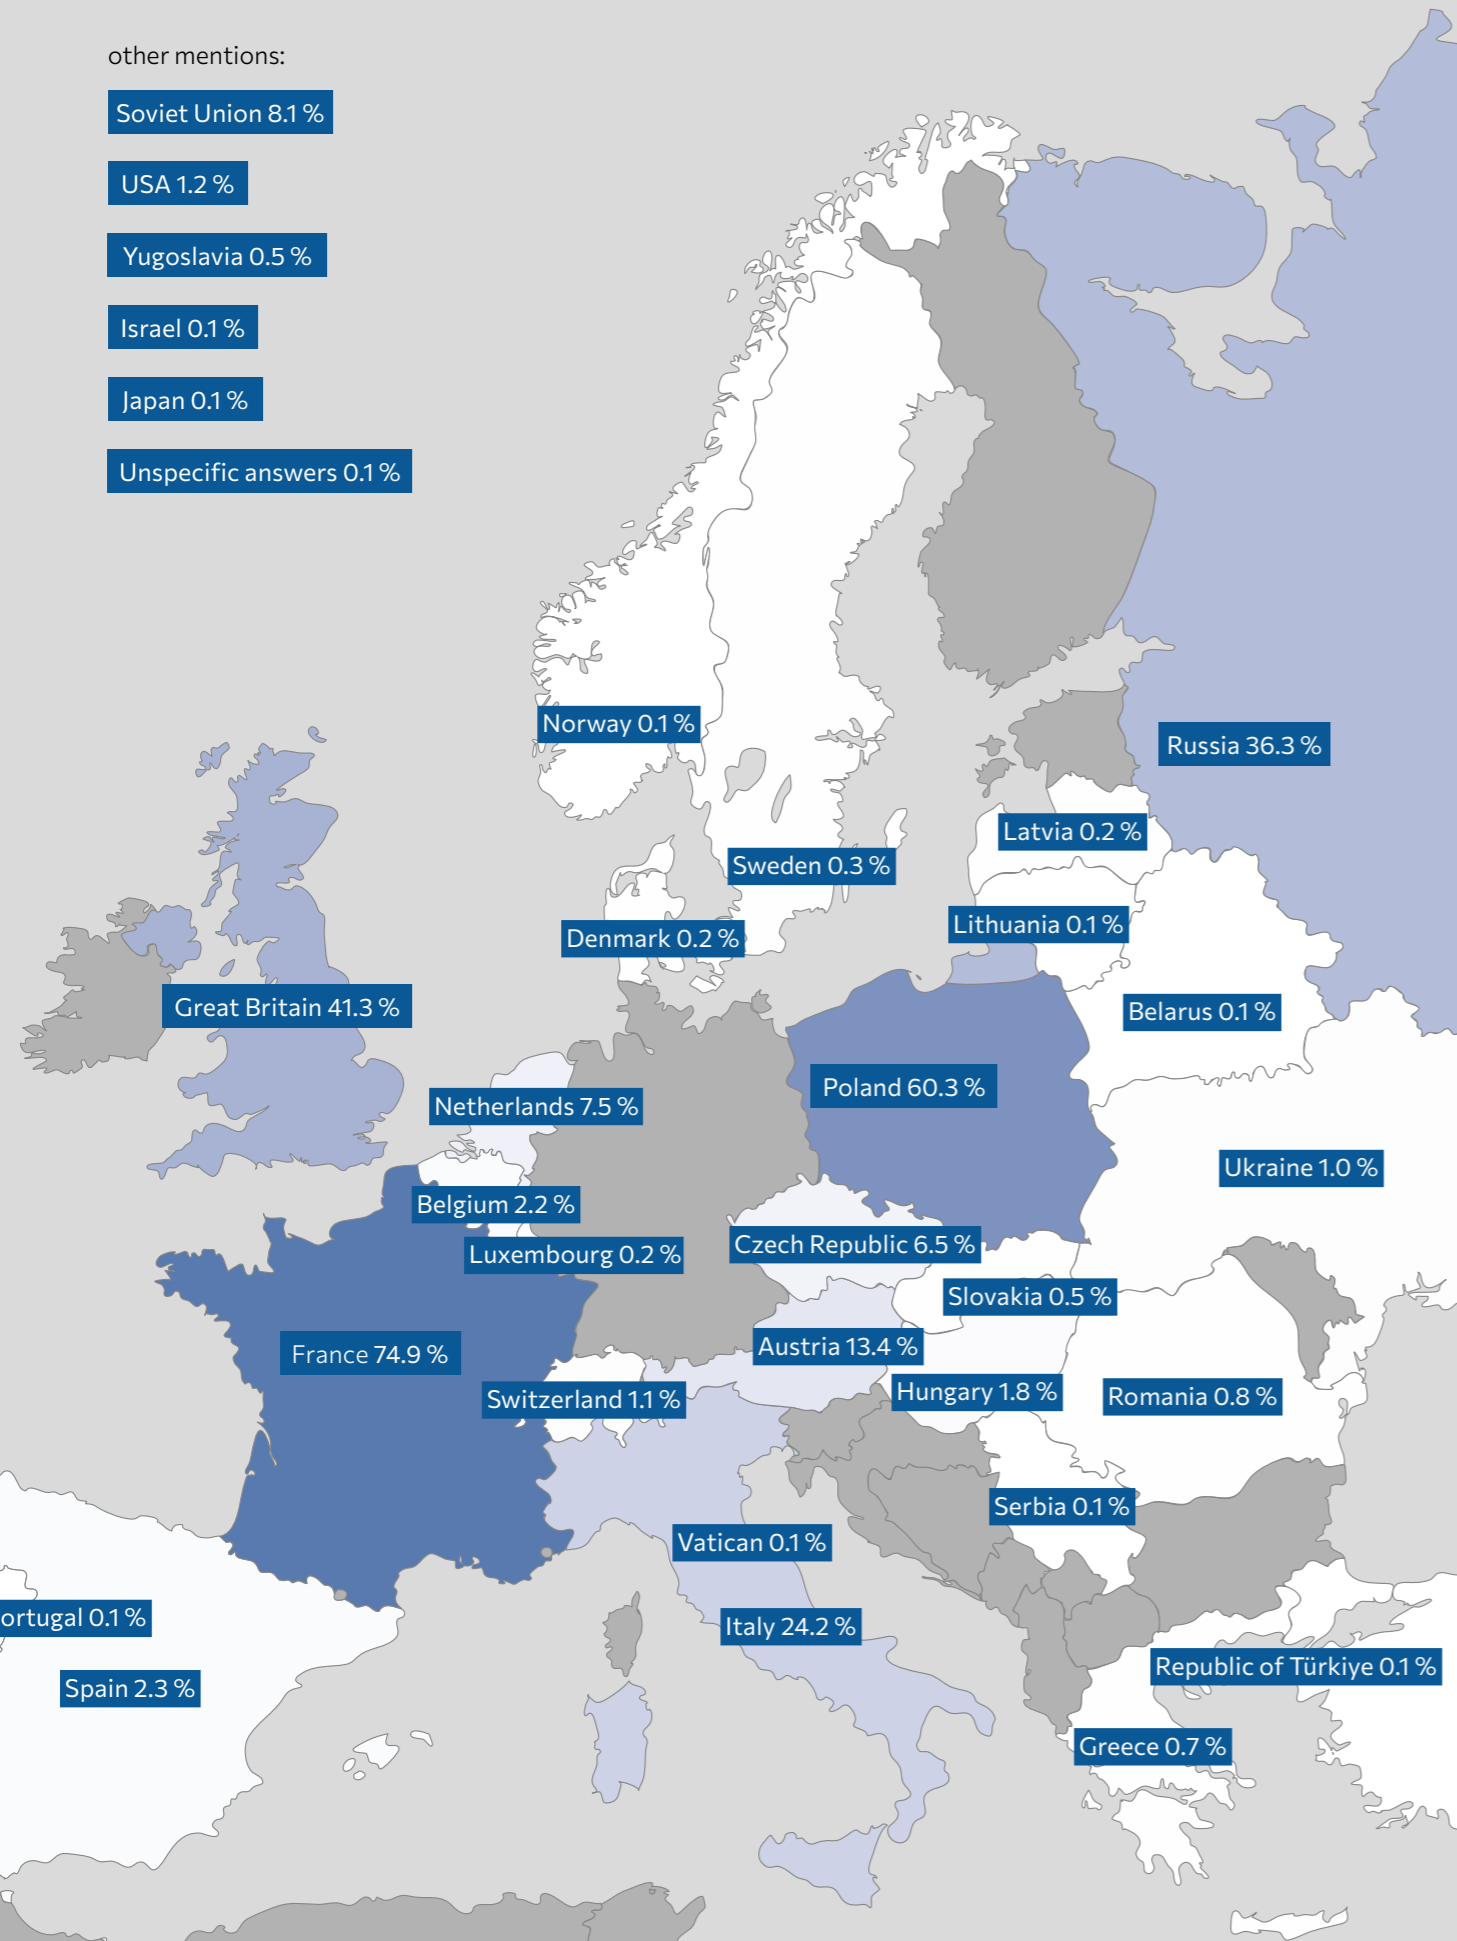 other mentions:
Soviet Union 8.1 %
USA 1.2 %
Yugoslavia 0.5 %
Israel 0.1 %
Japan 0.1 %
Unspecific answers 0.1 %
Norway 0.1 %
Russia 36.3 %
Latvia 0.2 %
Sweden 0.3 %
Lithuania 0.1 %
Denmark 0.2 %
Great Britain 41.3 %
Belarus 0.1 %
Poland 60.3 %
Netherlands 7.5 %
Ukraine 1.0 %
Belgium 2.2 %
Czech Republic 6.5 %
Luxembourg 0.2 %
Slovakia 0.5 %
France 74.9 %
Austria 13.4 %
Switzerland 1.1 %
Hungary 1.8 %
Romania 0.8 %
Serbia 0.1 %
Vatican 0.1 %
ortugal 0.1 %
Italy 24.2 %
Republic of Türkiye 0.1 %
Spain 2.3 %
Greece 0.7 %